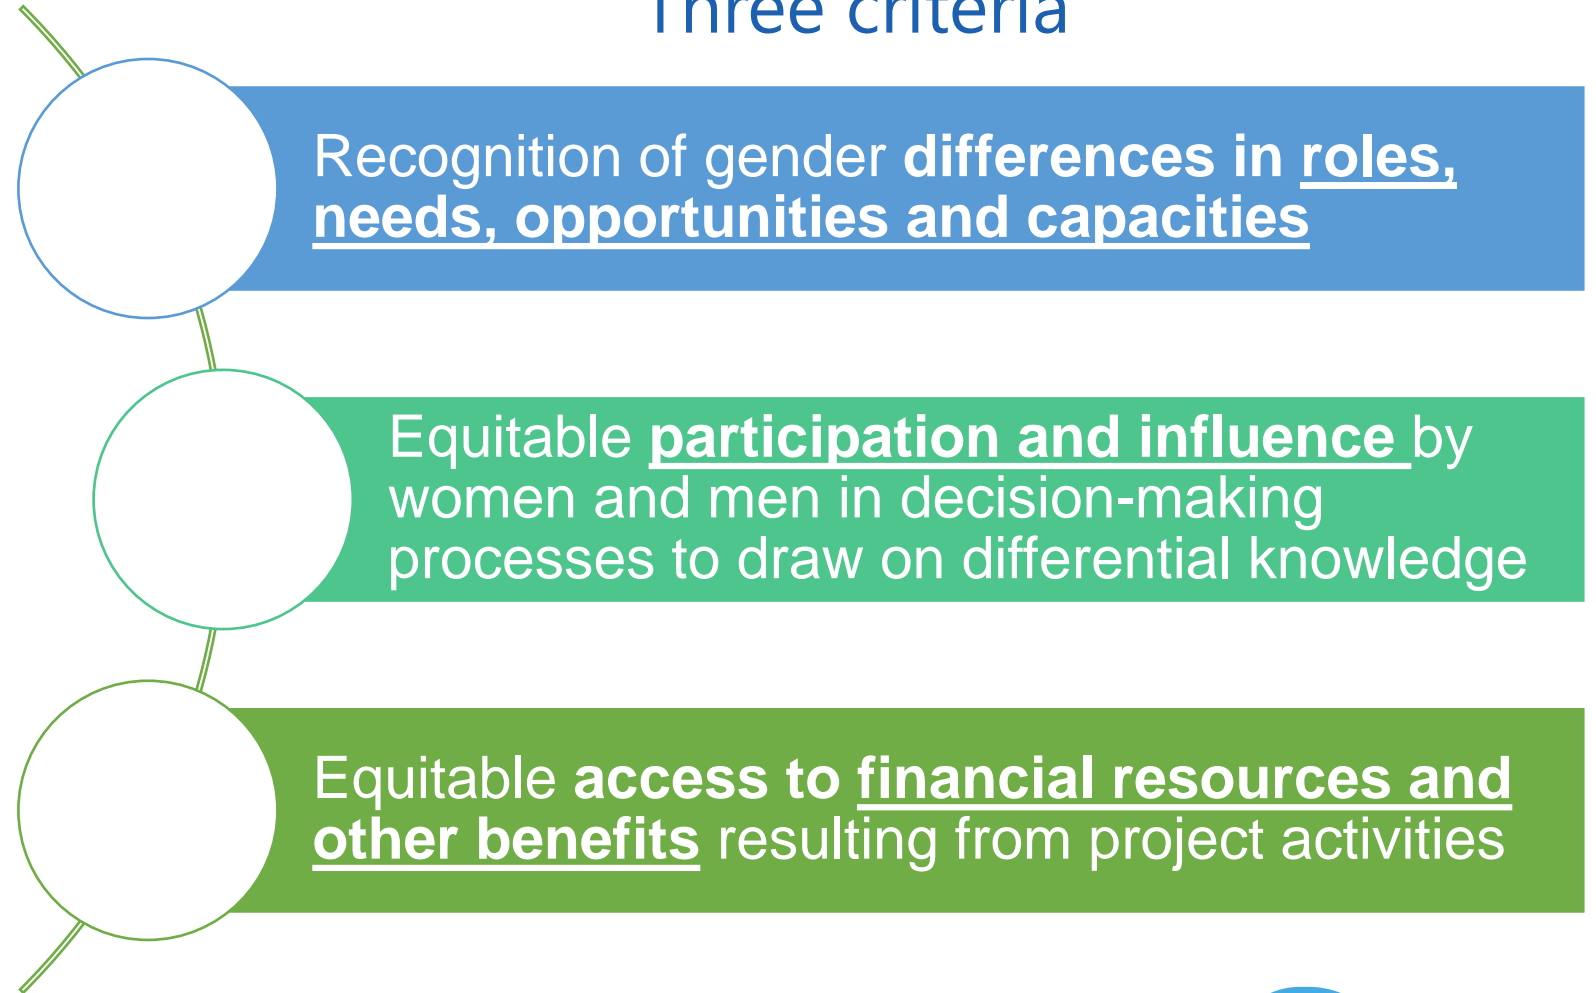 Three criteria
Recognition of gender differences in roles,
needs, opportunities and capacities
Equitable participation and influence by
women and men in decision-making
processes to draw on differential knowledge
Equitable access to financial resources and
other benefits resulting from project activities